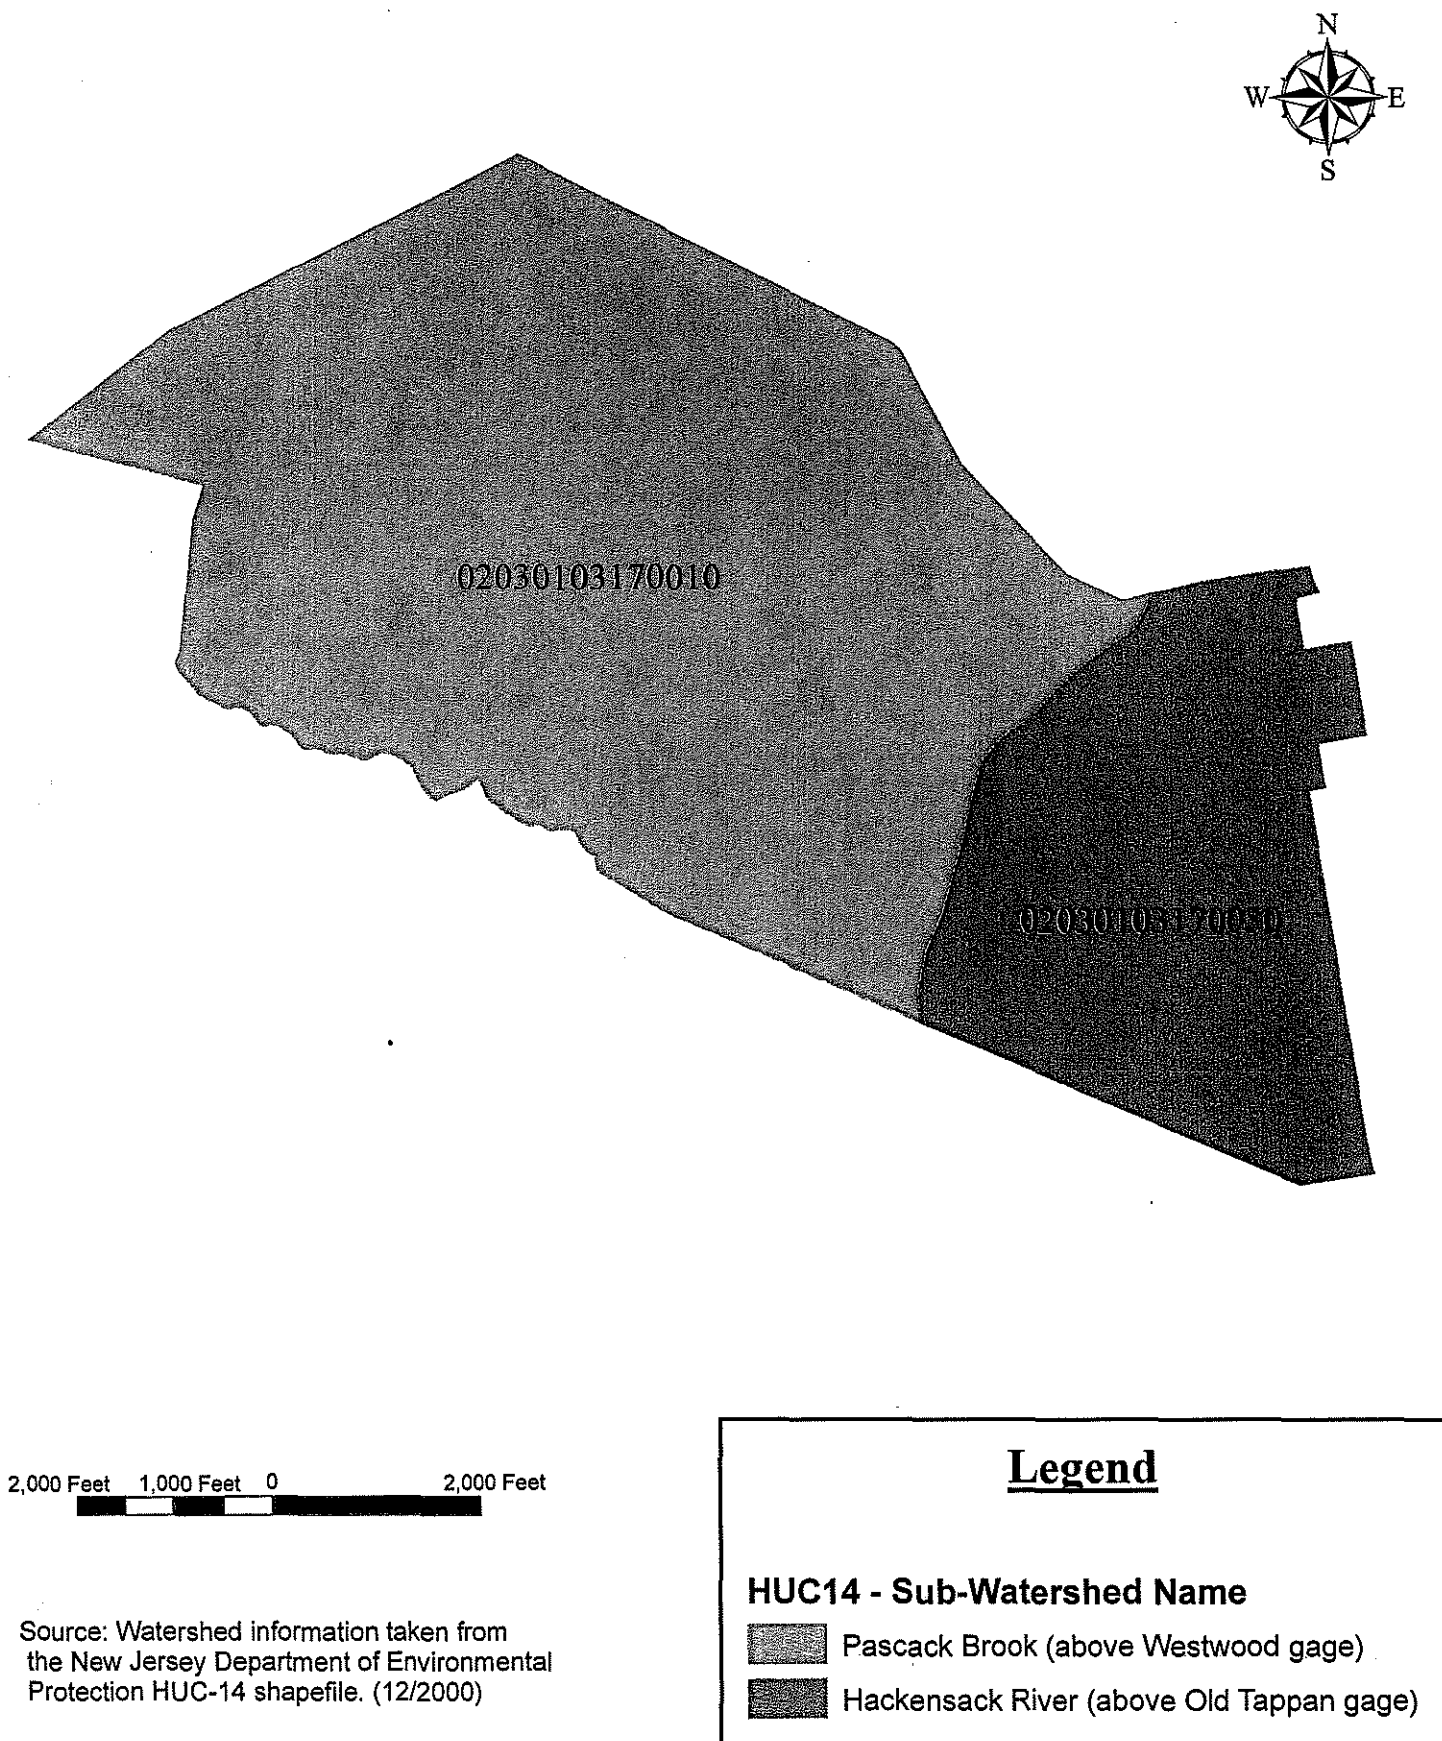 N
W E
S
02030103170010
02030103170030
2,000 Feet 1,000 Feet 0 2,000 Feet
Legend
HUC14 - Sub-Watershed Name
Pascack Brook (above Westwood gage)
Hackensack River (above Old Tappan gage)
Source: Watershed information taken from
the New Jersey Department of Environmental
Protection HUC-14 shapefile. (12/2000)